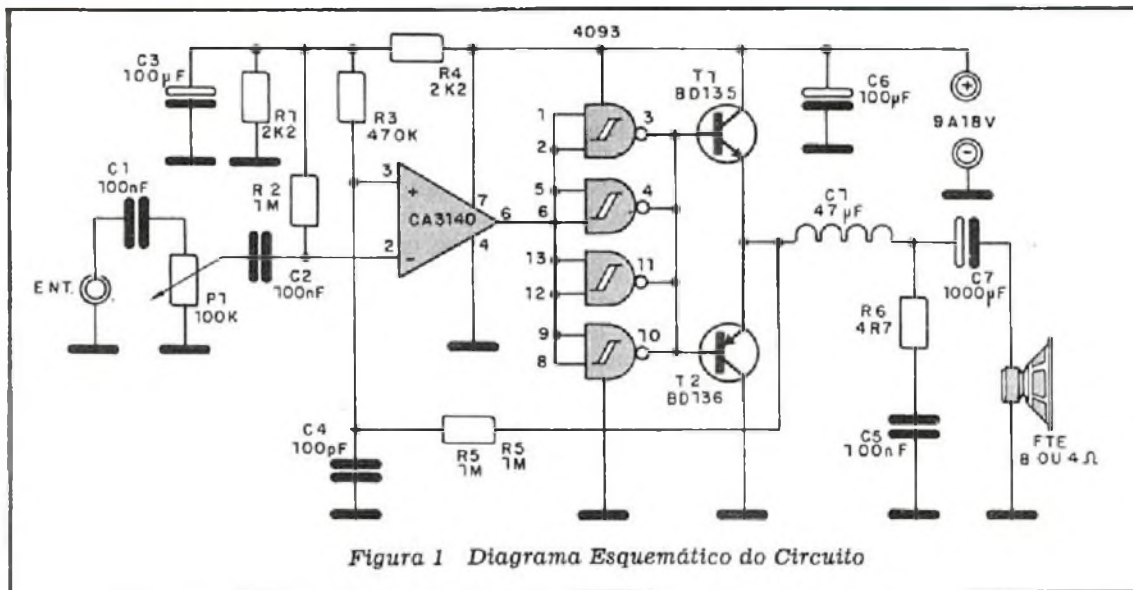 4093
C3
100µF
R1
2K2
R4
2K2
R3
470K
T1
BD135
C6
100µF
+
9A18V
−
C1
100nF
R2
1M
ENT.
P1
100K
C2
100nF
3
+
2
−
CA3140
7
4
6
1
2
3
5
6
4
13
12
11
9
8
10
C7
47µF
C7
1000µF
R6
4R7
T2
BD136
C4
100pF
R5
1M
R5
1M
C5
100nF
FTE
8 OU 4Ω
Figura 1 Diagrama Esquemático do Circuito